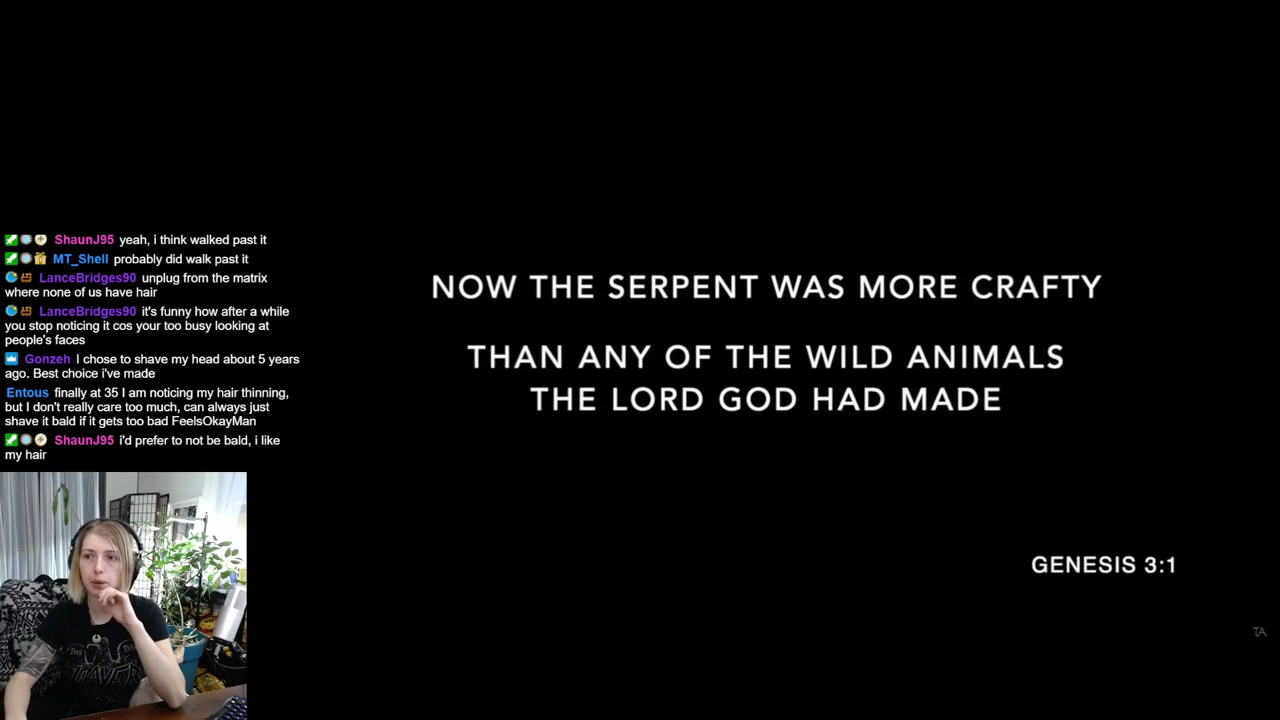 ShaunJ95 yeah, i think walked past it
MT_Shell probably did walk past it
LanceBridges90 unplug from the matrix
where none of us have hair
LanceBridges90 it's funny how after a while
you stop noticing it cos your too busy looking at
people's faces
Gonzeh I chose to shave my head about 5 years
ago. Best choice i've made
Entous finally at 35 I am noticing my hair thinning,
but I don't really care too much, can always just
shave it bald if it gets too bad FeelsOkayMan
ShaunJ95 i'd prefer to not be bald, i like
my hair
NOW THE SERPENT WAS MORE CRAFTY
THAN ANY OF THE WILD ANIMALS
THE LORD GOD HAD MADE
GENESIS 3:1
TA